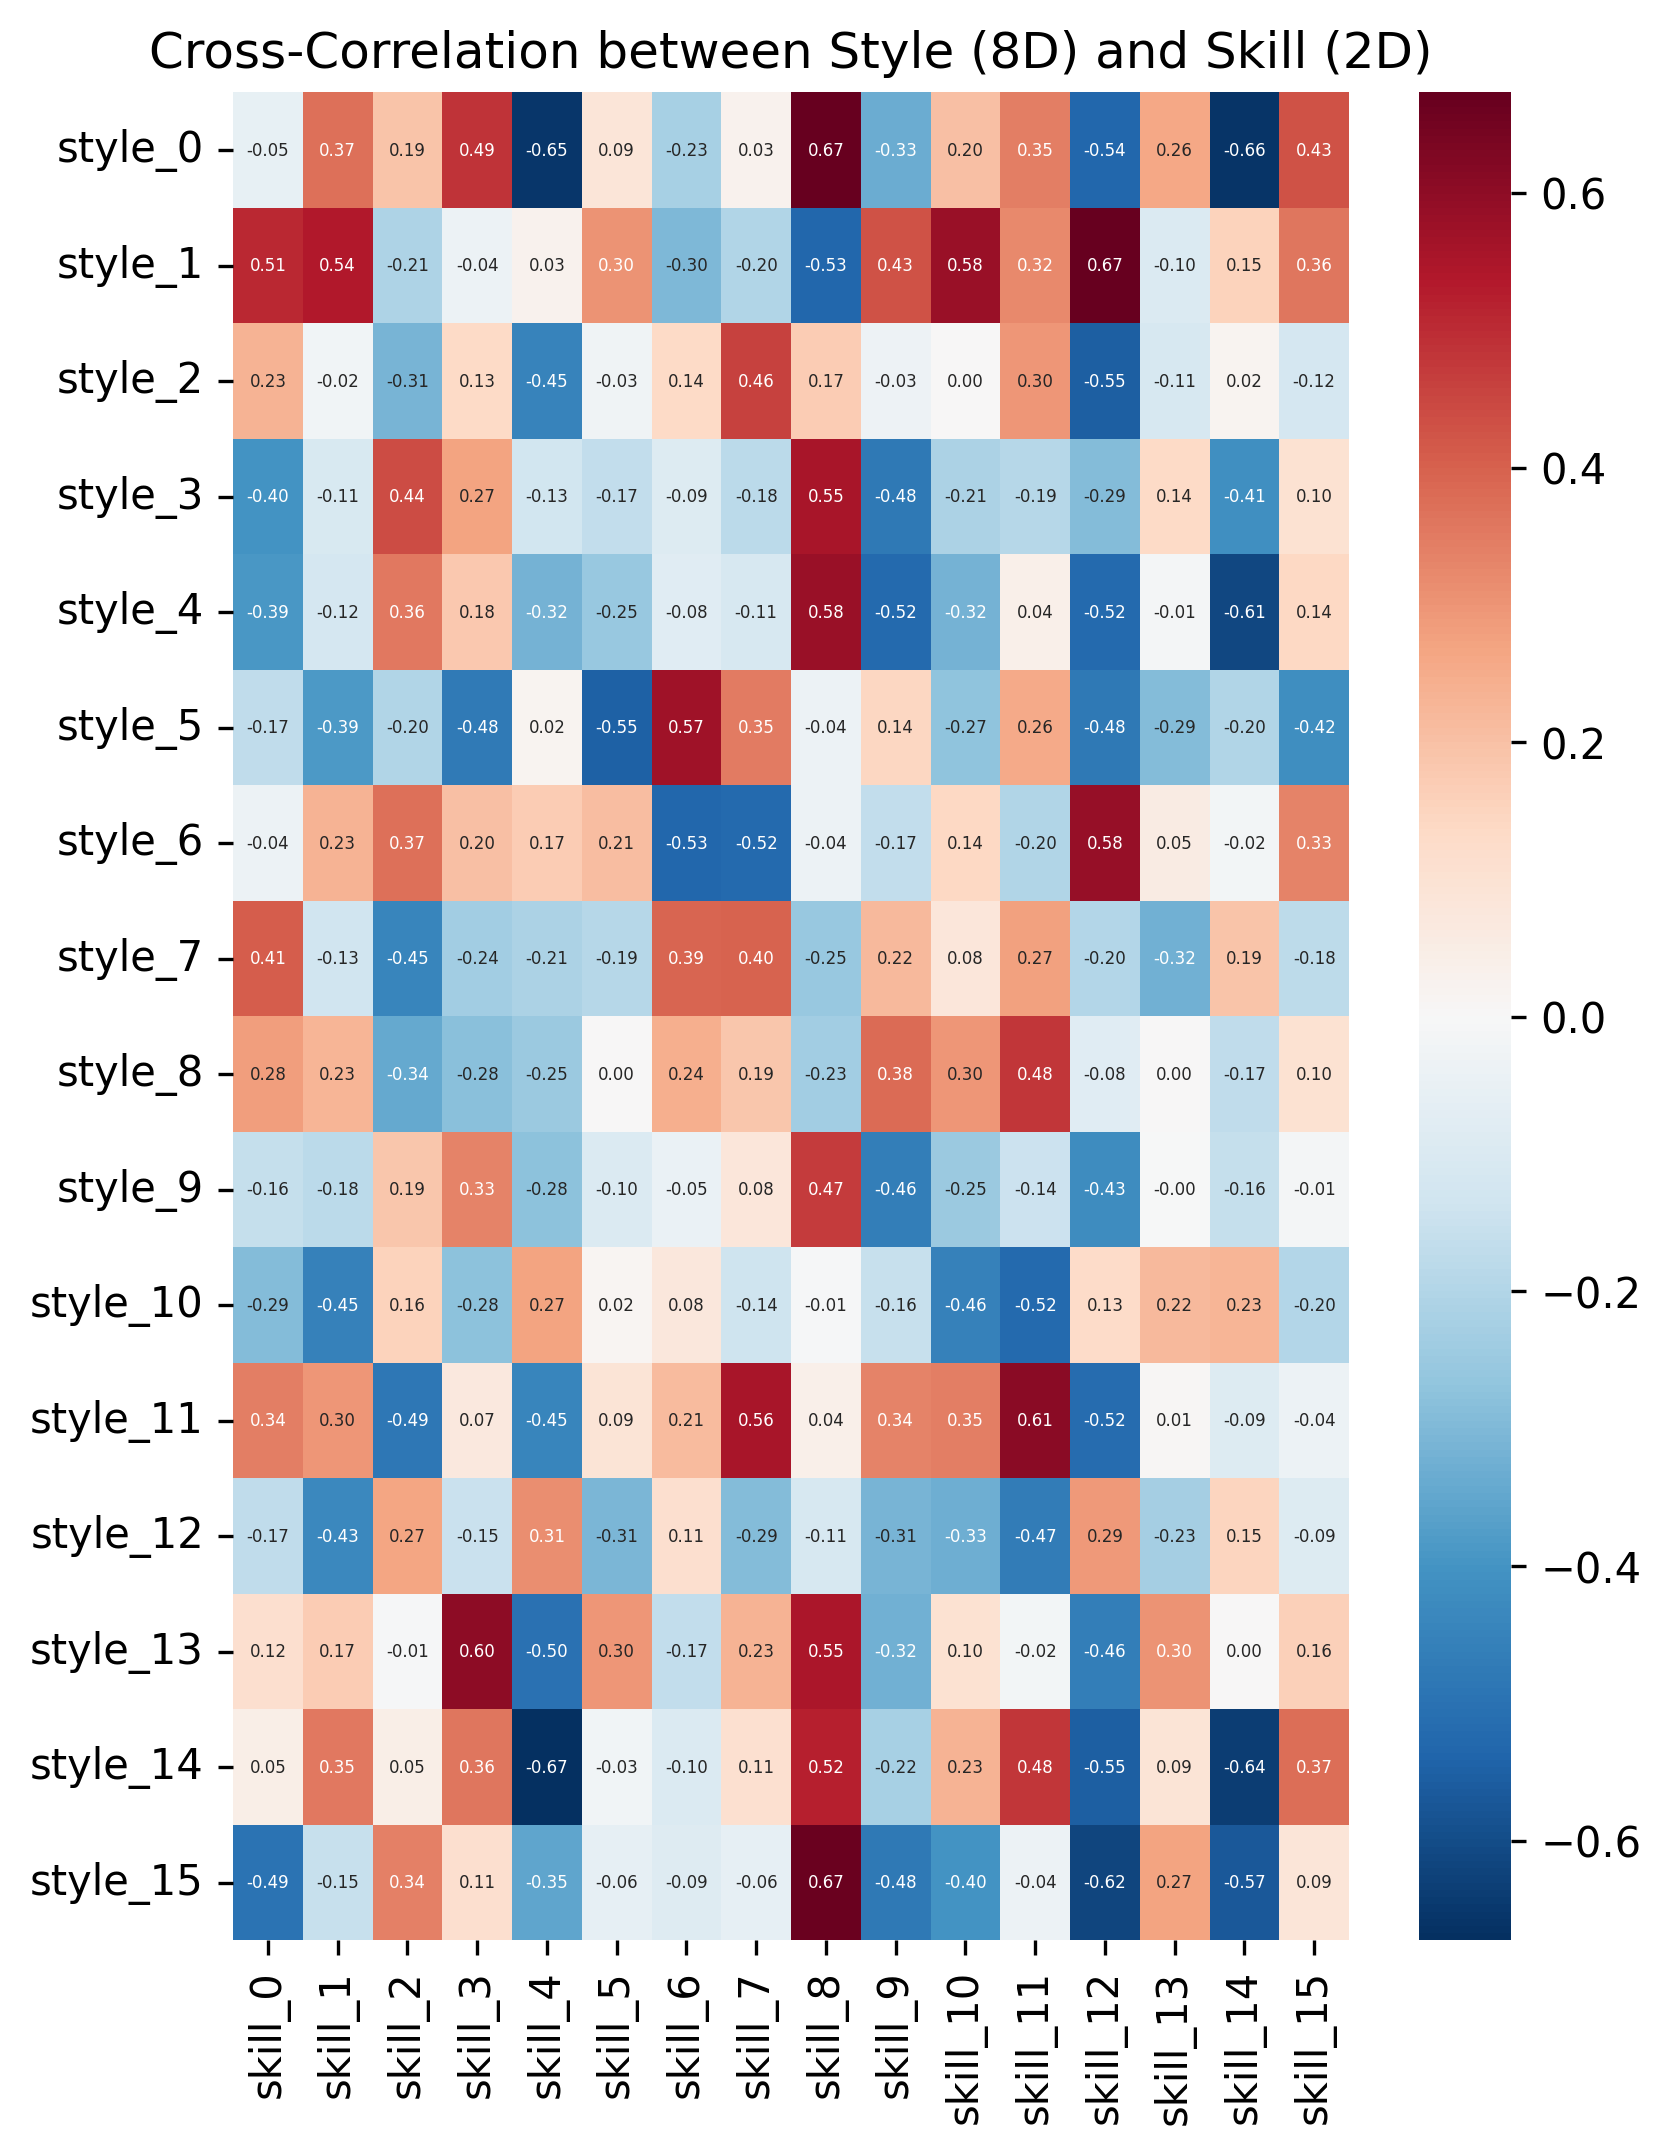 Cross-Correlation between Style (8D) and Skill (2D)
style_0 -0.05 0.37 0.19 0.49 -0.65 0.09 -0.23 0.03 0.67 -0.33 0.20 0.35 -0.54 0.26 -0.66 0.43
style_1 0.51 0.54 -0.21 -0.04 0.03 0.30 -0.30 -0.20 -0.53 0.43 0.58 0.32 0.67 -0.10 0.15 0.36
style_2 0.23 -0.02 -0.31 0.13 -0.45 -0.03 0.14 0.46 0.17 -0.03 0.00 0.30 -0.55 -0.11 0.02 -0.12
style_3 -0.40 -0.11 0.44 0.27 -0.13 -0.17 -0.09 -0.18 0.55 -0.48 -0.21 -0.19 -0.29 0.14 -0.41 0.10
style_4 -0.39 -0.12 0.36 0.18 -0.32 -0.25 -0.08 -0.11 0.58 -0.52 -0.32 0.04 -0.52 -0.01 -0.61 0.14
style_5 -0.17 -0.39 -0.20 -0.48 0.02 -0.55 0.57 0.35 -0.04 0.14 -0.27 0.26 -0.48 -0.29 -0.20 -0.42
style_6 -0.04 0.23 0.37 0.20 0.17 0.21 -0.53 -0.52 -0.04 -0.17 0.14 -0.20 0.58 0.05 -0.02 0.33
style_7 0.41 -0.13 -0.45 -0.24 -0.21 -0.19 0.39 0.40 -0.25 0.22 0.08 0.27 -0.20 -0.32 0.19 -0.18
style_8 0.28 0.23 -0.34 -0.28 -0.25 0.00 0.24 0.19 -0.23 0.38 0.30 0.48 -0.08 0.00 -0.17 0.10
style_9 -0.16 -0.18 0.19 0.33 -0.28 -0.10 -0.05 0.08 0.47 -0.46 -0.25 -0.14 -0.43 -0.00 -0.16 -0.01
style_10 -0.29 -0.45 0.16 -0.28 0.27 0.02 0.08 -0.14 -0.01 -0.16 -0.46 -0.52 0.13 0.22 0.23 -0.20
style_11 0.34 0.30 -0.49 0.07 -0.45 0.09 0.21 0.56 0.04 0.34 0.35 0.61 -0.52 0.01 -0.09 -0.04
style_12 -0.17 -0.43 0.27 -0.15 0.31 -0.31 0.11 -0.29 -0.11 -0.31 -0.33 -0.47 0.29 -0.23 0.15 -0.09
style_13 0.12 0.17 -0.01 0.60 -0.50 0.30 -0.17 0.23 0.55 -0.32 0.10 -0.02 -0.46 0.30 0.00 0.16
style_14 0.05 0.35 0.05 0.36 -0.67 -0.03 -0.10 0.11 0.52 -0.22 0.23 0.48 -0.55 0.09 -0.64 0.37
style_15 -0.49 -0.15 0.34 0.11 -0.35 -0.06 -0.09 -0.06 0.67 -0.48 -0.40 -0.04 -0.62 0.27 -0.57 0.09
skill_0 skill_1 skill_2 skill_3 skill_4 skill_5 skill_6 skill_7 skill_8 skill_9 skill_10 skill_11 skill_12 skill_13 skill_14 skill_15
0.6
0.4
0.2
0.0
−0.2
−0.4
−0.6